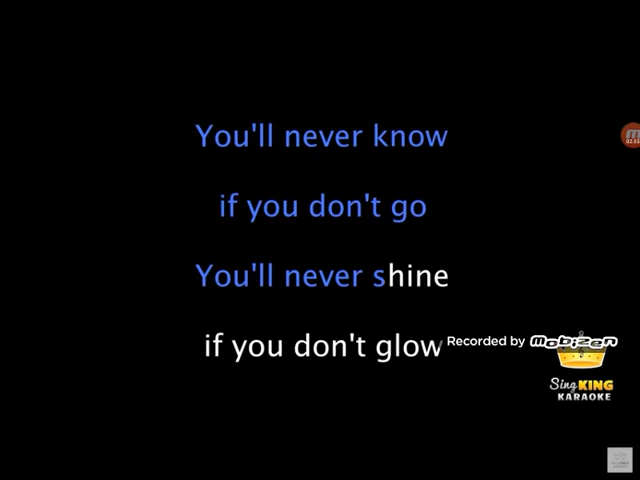 You'll never know
if you don't go
You'll never shine
if you don't glow
Recorded by Mobizen
Sing KING
KARAOKE